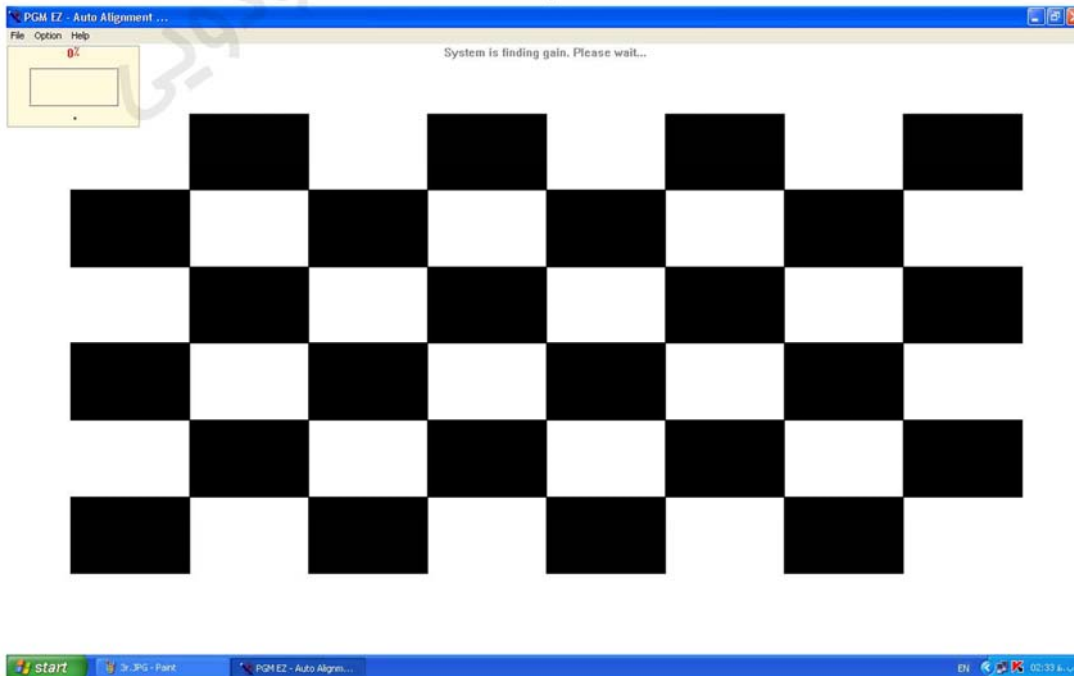 PGM EZ - Auto Alignment ...
File Option Help
0%
System is finding gain. Please wait...
start
3r.JPG - Paint
PGM EZ - Auto Alignm...
EN
02:33